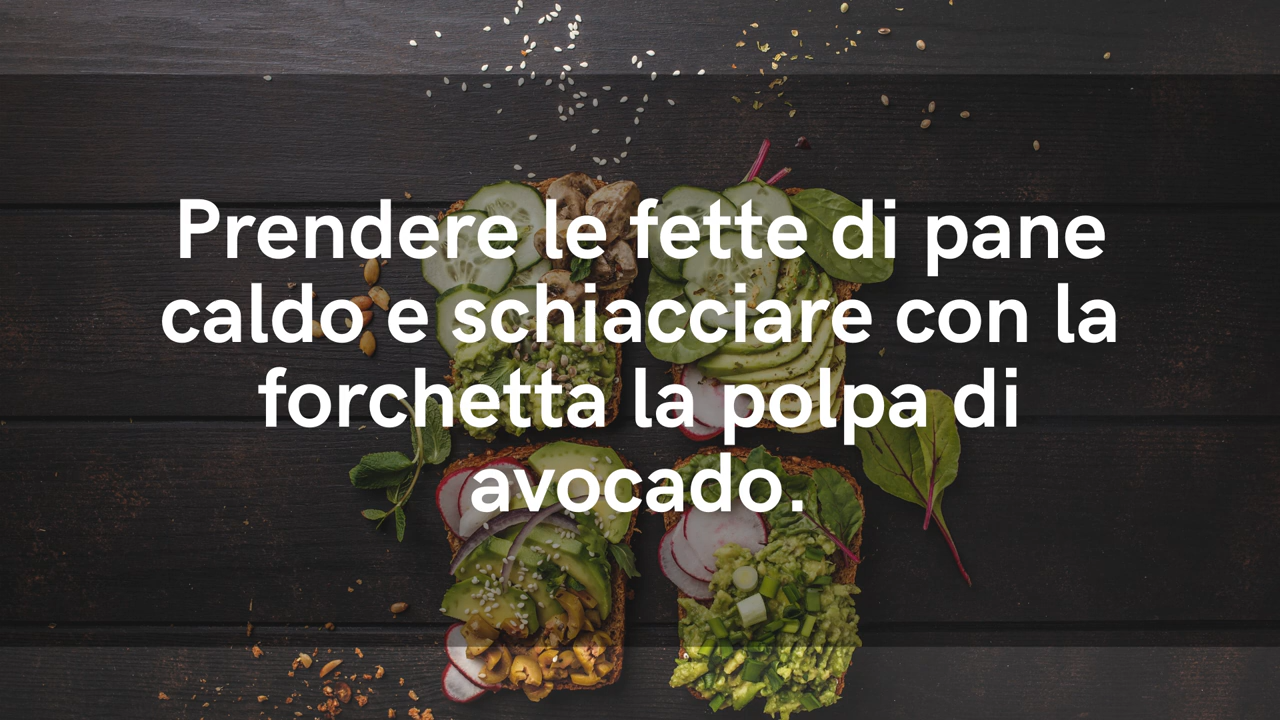 Prendere le fette di pane
caldo e schiacciare con la
forchetta la polpa di
avocado.